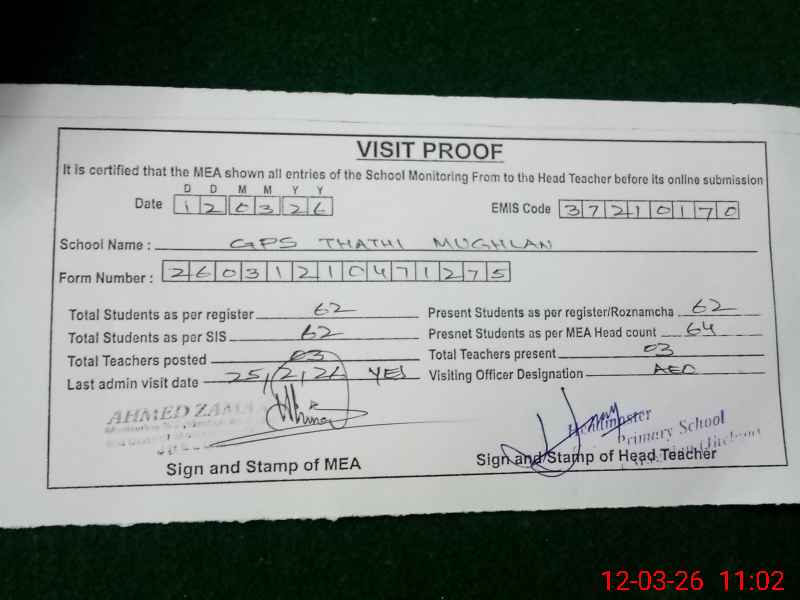 VISIT PROOF
It is certified that the MEA shown all entries of the School Monitoring From to the Head Teacher before its online submission
D D M M Y Y
Date 1 2 0 3 2 6 EMIS Code 3 7 2 1 0 1 7 0
School Name : GPS THATHI MUGHLAN
Form Number : 2 6 0 3 1 2 1 0 4 7 1 2 7 5
Total Students as per register 62 Present Students as per register/Roznamcha 62
Total Students as per SIS 62 Presnet Students as per MEA Head count 64
Total Teachers posted 03 Total Teachers present 03
Last admin visit date 25,2,26 YES Visiting Officer Designation AEO
AHMED ZAMA
Headminster
Primary School
Sign and Stamp of MEA Sign and Stamp of Head Teacher
12-03-26 11:02